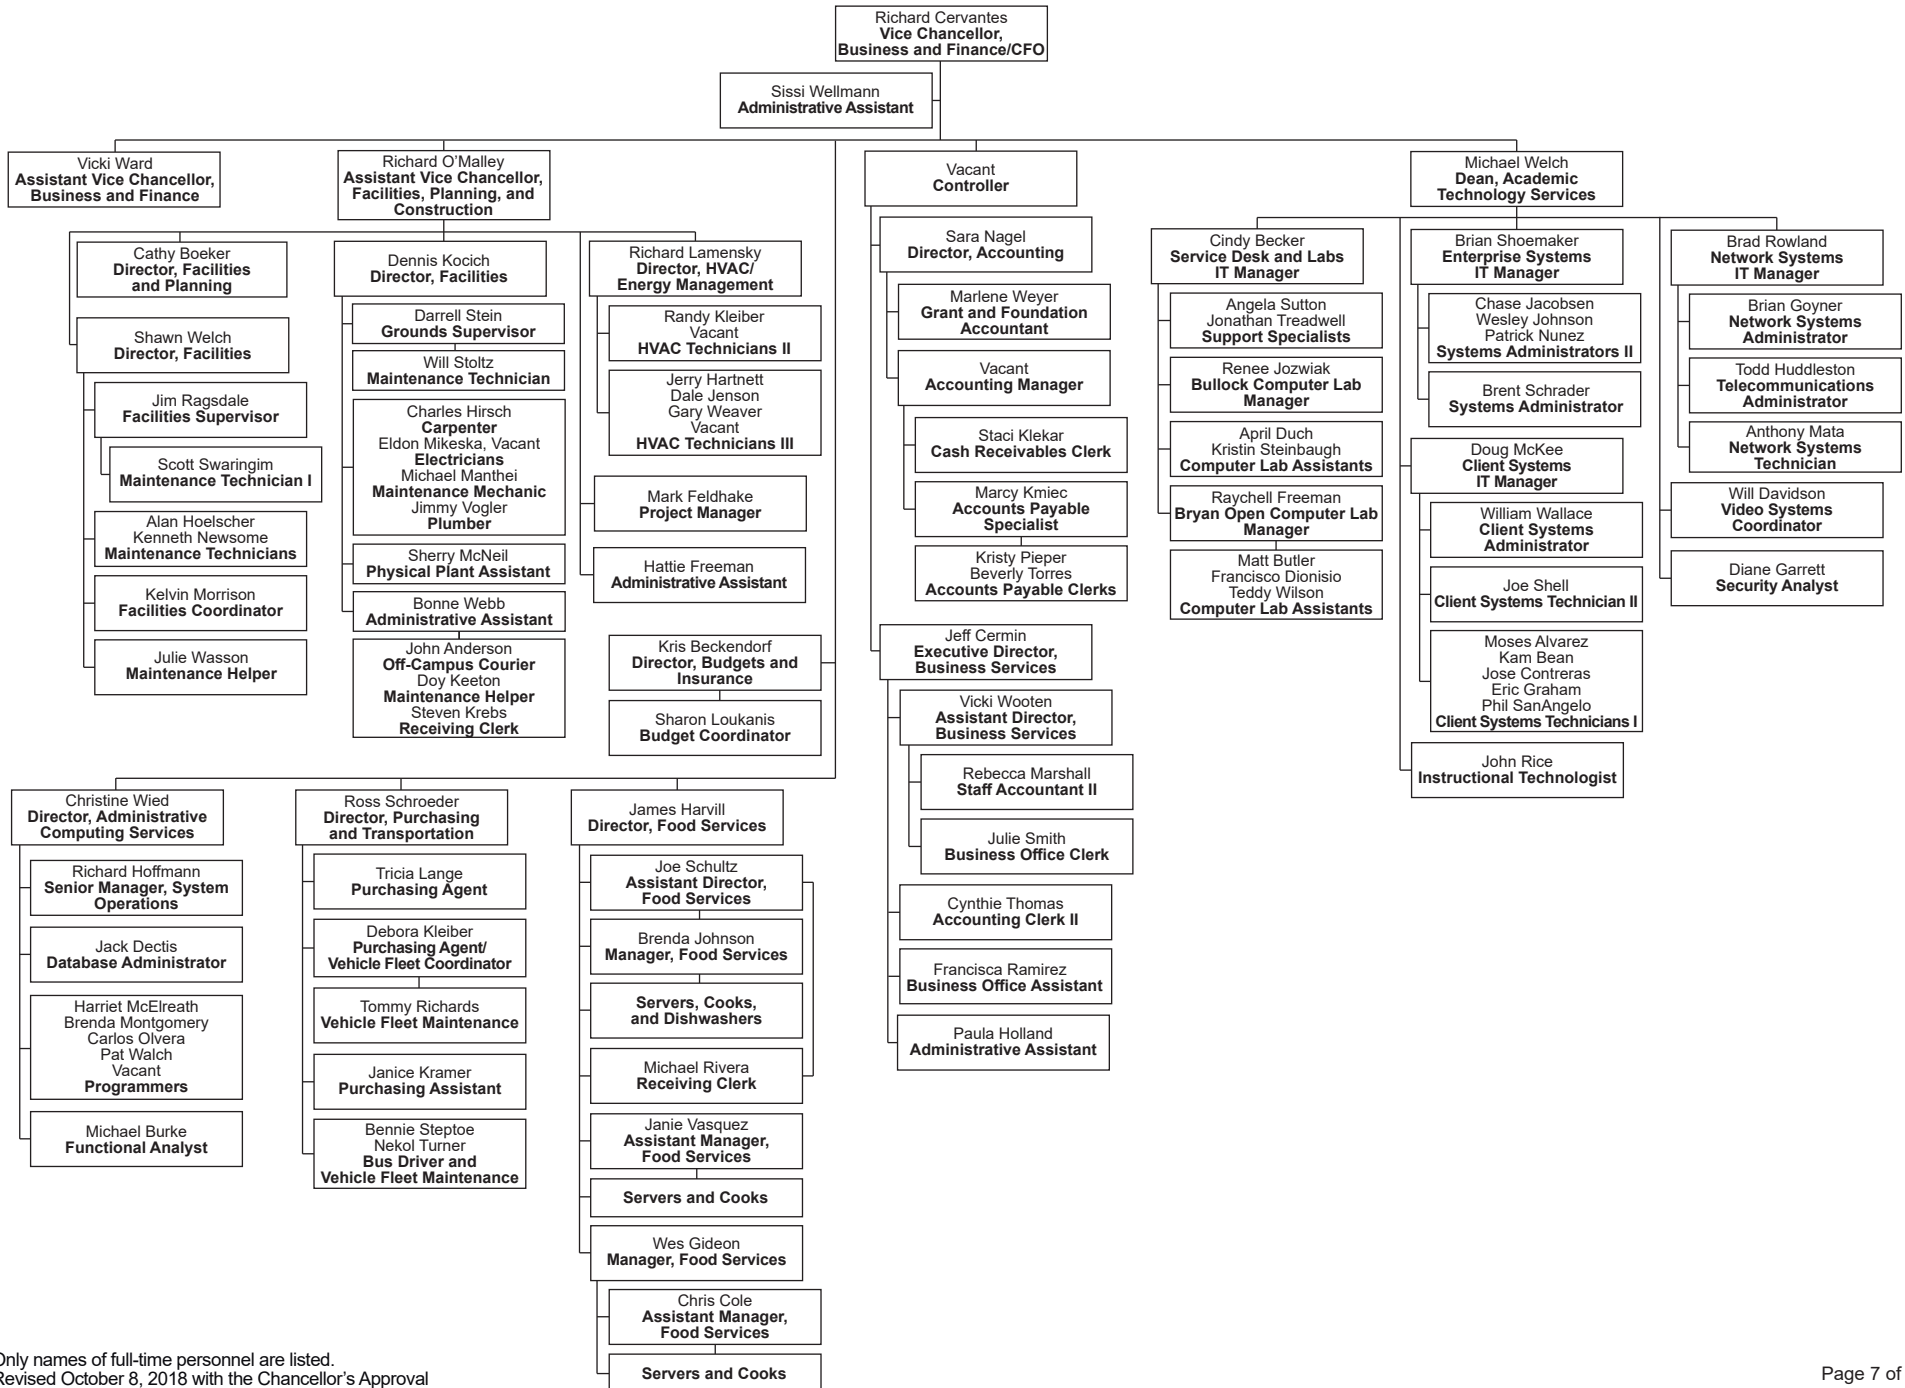 Richard Cervantes
Vice Chancellor,
Business and Finance/CFO
Sissi Wellmann
Administrative Assistant
Vicki Ward
Assistant Vice Chancellor,
Business and Finance
Richard O’Malley
Assistant Vice Chancellor,
Facilities, Planning, and
Construction
Cathy Boeker
Director, Facilities
and Planning
Shawn Welch
Director, Facilities
Jim Ragsdale
Facilities Supervisor
Scott Swaringim
Maintenance Technician I
Alan Hoelscher
Kenneth Newsome
Maintenance Technicians
Kelvin Morrison
Facilities Coordinator
Julie Wasson
Maintenance Helper
Dennis Kocich
Director, Facilities
Darrell Stein
Grounds Supervisor
Will Stoltz
Maintenance Technician
Charles Hirsch
Carpenter
Eldon Mikeska, Vacant
Electricians
Michael Manthei
Maintenance Mechanic
Jimmy Vogler
Plumber
Sherry McNeil
Physical Plant Assistant
Bonne Webb
Administrative Assistant
John Anderson
Off-Campus Courier
Doy Keeton
Maintenance Helper
Steven Krebs
Receiving Clerk
Richard Lamensky
Director, HVAC/
Energy Management
Randy Kleiber
Vacant
HVAC Technicians II
Jerry Hartnett
Dale Jenson
Gary Weaver
Vacant
HVAC Technicians III
Mark Feldhake
Project Manager
Hattie Freeman
Administrative Assistant
Kris Beckendorf
Director, Budgets and
Insurance
Sharon Loukanis
Budget Coordinator
Christine Wied
Director, Administrative
Computing Services
Richard Hoffmann
Senior Manager, System
Operations
Jack Dectis
Database Administrator
Harriet McElreath
Brenda Montgomery
Carlos Olvera
Pat Walch
Vacant
Programmers
Michael Burke
Functional Analyst
Ross Schroeder
Director, Purchasing
and Transportation
Tricia Lange
Purchasing Agent
Debora Kleiber
Purchasing Agent/
Vehicle Fleet Coordinator
Tommy Richards
Vehicle Fleet Maintenance
Janice Kramer
Purchasing Assistant
Bennie Steptoe
Nekol Turner
Bus Driver and
Vehicle Fleet Maintenance
James Harvill
Director, Food Services
Joe Schultz
Assistant Director,
Food Services
Brenda Johnson
Manager, Food Services
Servers, Cooks,
and Dishwashers
Michael Rivera
Receiving Clerk
Janie Vasquez
Assistant Manager,
Food Services
Servers and Cooks
Wes Gideon
Manager, Food Services
Chris Cole
Assistant Manager,
Food Services
Servers and Cooks
Vacant
Controller
Sara Nagel
Director, Accounting
Marlene Weyer
Grant and Foundation
Accountant
Vacant
Accounting Manager
Staci Klekar
Cash Receivables Clerk
Marcy Kmiec
Accounts Payable
Specialist
Kristy Pieper
Beverly Torres
Accounts Payable Clerks
Jeff Cermin
Executive Director,
Business Services
Vicki Wooten
Assistant Director,
Business Services
Rebecca Marshall
Staff Accountant II
Julie Smith
Business Office Clerk
Cynthie Thomas
Accounting Clerk II
Francisca Ramirez
Business Office Assistant
Paula Holland
Administrative Assistant
Michael Welch
Dean, Academic
Technology Services
Cindy Becker
Service Desk and Labs
IT Manager
Angela Sutton
Jonathan Treadwell
Support Specialists
Renee Jozwiak
Bullock Computer Lab
Manager
April Duch
Kristin Steinbaugh
Computer Lab Assistants
Raychell Freeman
Bryan Open Computer Lab
Manager
Matt Butler
Francisco Dionisio
Teddy Wilson
Computer Lab Assistants
Brian Shoemaker
Enterprise Systems
IT Manager
Chase Jacobsen
Wesley Johnson
Patrick Nunez
Systems Administrators II
Brent Schrader
Systems Administrator
Doug McKee
Client Systems
IT Manager
William Wallace
Client Systems
Administrator
Joe Shell
Client Systems Technician II
Moses Alvarez
Kam Bean
Jose Contreras
Eric Graham
Phil SanAngelo
Client Systems Technicians I
John Rice
Instructional Technologist
Brad Rowland
Network Systems
IT Manager
Brian Goyner
Network Systems
Administrator
Todd Huddleston
Telecommunications
Administrator
Anthony Mata
Network Systems
Technician
Will Davidson
Video Systems
Coordinator
Diane Garrett
Security Analyst
Only names of full-time personnel are listed.
Revised October 8, 2018 with the Chancellor’s Approval
Page 7 of